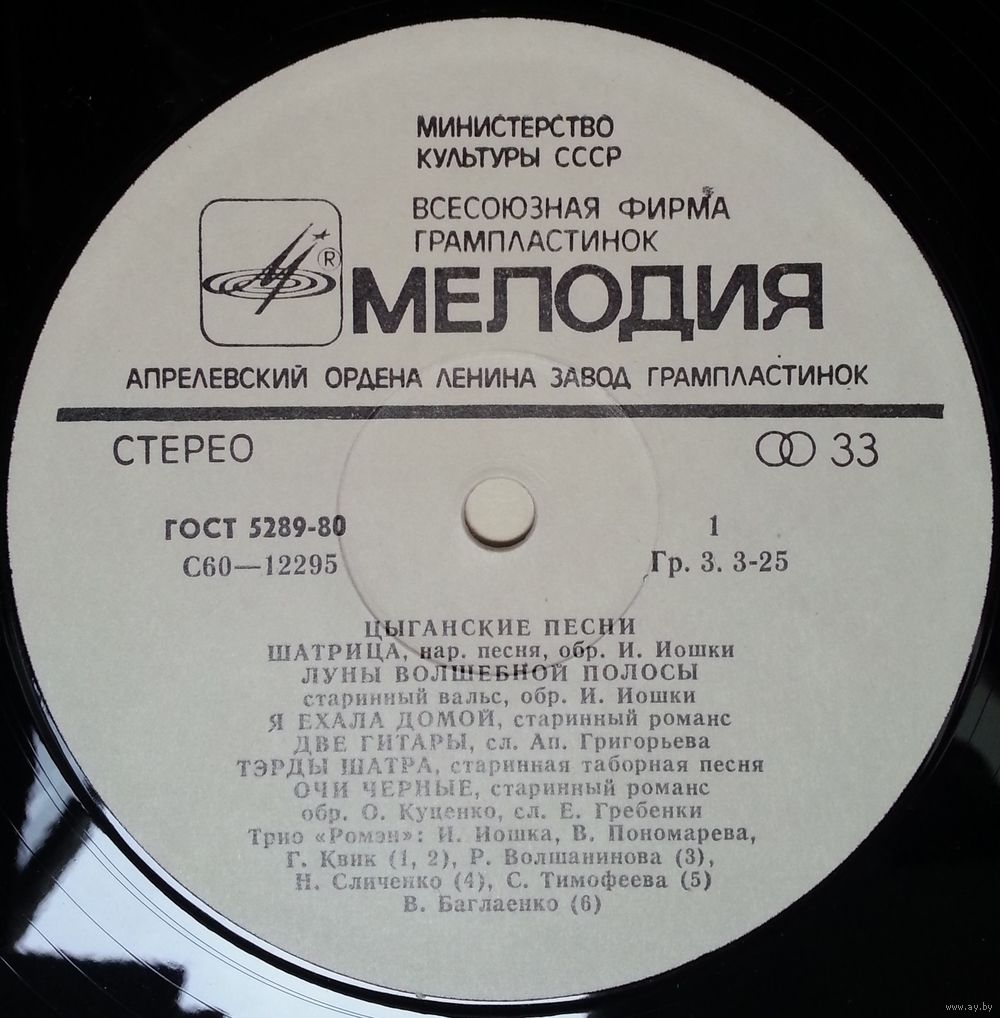 МИНИСТЕРСТВО
КУЛЬТУРЫ СССР
ВСЕСОЮЗНАЯ ФИРМА
ГРАМПЛАСТИНОК
®
МЕЛОДИЯ
АПРЕЛЕВСКИЙ ОРДЕНА ЛЕНИНА ЗАВОД ГРАМПЛАСТИНОК
СТЕРЕО 33
ГОСТ 5289-80 1
С60—12295 Гр. 3. 3-25
ЦЫГАНСКИЕ ПЕСНИ
ШАТРИЦА, нар. песня, обр. И. Иошки
ЛУНЫ ВОЛШЕБНОЙ ПОЛОСЫ
старинный вальс, обр. И. Иошки
Я ЕХАЛА ДОМОЙ, старинный романс
ДВЕ ГИТАРЫ, сл. Ап. Григорьева
ТЭРДЫ ШАТРА, старинная таборная песня
ОЧИ ЧЕРНЫЕ, старинный романс
обр. О. Куценко, сл. Е. Гребенки
Трио «Ромэн»: И. Иошка, В. Пономарева,
Г. Квик (1, 2), Р. Волшанинова (3),
Н. Сличенко (4), С. Тимофеева (5)
В. Баглаенко (6)
www.ay.by